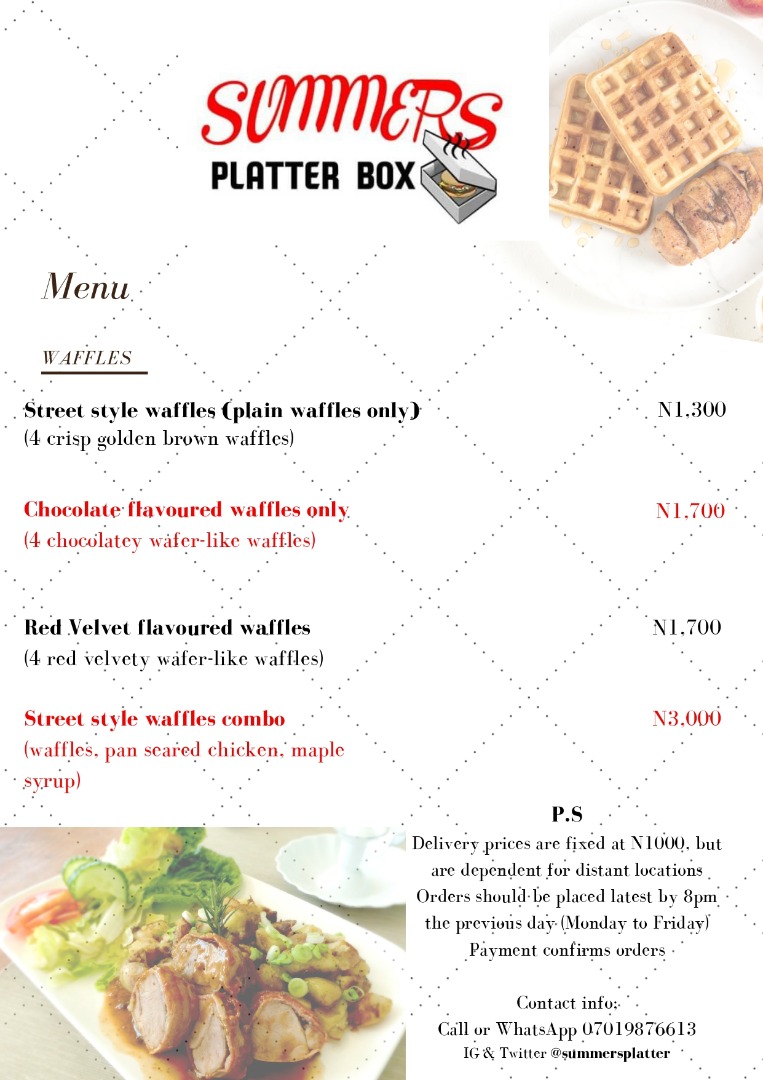 SUMMERS
PLATTER BOX
Menu
WAFFLES
Street style waffles (plain waffles only)
N1,300
(4 crisp golden brown waffles)
Chocolate flavoured waffles only
N1,700
(4 chocolatey wafer-like waffles)
Red Velvet flavoured waffles
N1,700
(4 red velvety wafer-like waffles)
Street style waffles combo
N3,000
(waffles, pan seared chicken, maple
syrup)
P.S
Delivery prices are fixed at N1000, but
are dependent for distant locations
Orders should be placed latest by 8pm
the previous day (Monday to Friday)
Payment confirms orders
Contact info:
Call or WhatsApp 07019876613
IG & Twitter @summersplatter